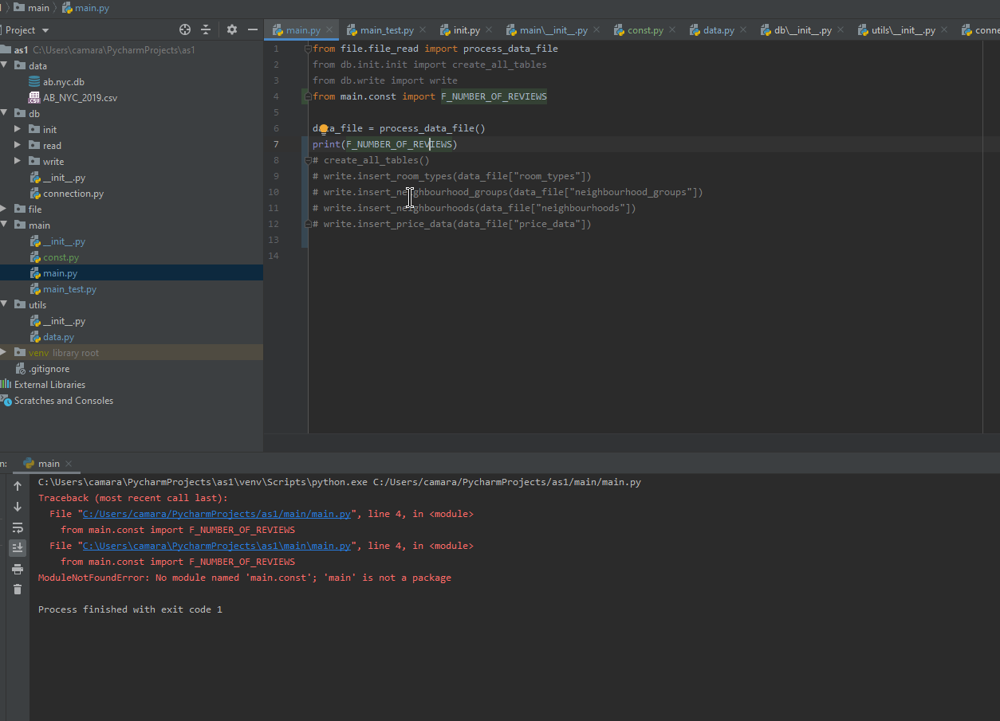 main 〉 main.py
Project
main.py × main_test.py × init.py × main\__init__.py × const.py × data.py × db\__init__.py × utils\__init__.py × conne
as1 C:\Users\camara\PycharmProjects\as1
data
ab.nyc.db
AB_NYC_2019.csv
db
init
read
write
__init__.py
connection.py
file
main
__init__.py
const.py
main.py
main_test.py
utils
__init__.py
data.py
venv library root
.gitignore
External Libraries
Scratches and Consoles
1 from file.file_read import process_data_file
2 from db.init.init import create_all_tables
3 from db.write import write
4 from main.const import F_NUMBER_OF_REVIEWS
5
6 data_file = process_data_file()
7 print(F_NUMBER_OF_REVIEWS)
8 # create_all_tables()
9 # write.insert_room_types(data_file["room_types"])
10 # write.insert_neighbourhood_groups(data_file["neighbourhood_groups"])
11 # write.insert_neighbourhoods(data_file["neighbourhoods"])
12 # write.insert_price_data(data_file["price_data"])
13
14
n: main ×
C:\Users\camara\PycharmProjects\as1\venv\Scripts\python.exe C:/Users/camara/PycharmProjects/as1/main/main.py
Traceback (most recent call last):
File "C:/Users/camara/PycharmProjects/as1/main/main.py", line 4, in <module>
from main.const import F_NUMBER_OF_REVIEWS
File "C:\Users\camara\PycharmProjects\as1\main\main.py", line 4, in <module>
from main.const import F_NUMBER_OF_REVIEWS
ModuleNotFoundError: No module named 'main.const'; 'main' is not a package
Process finished with exit code 1